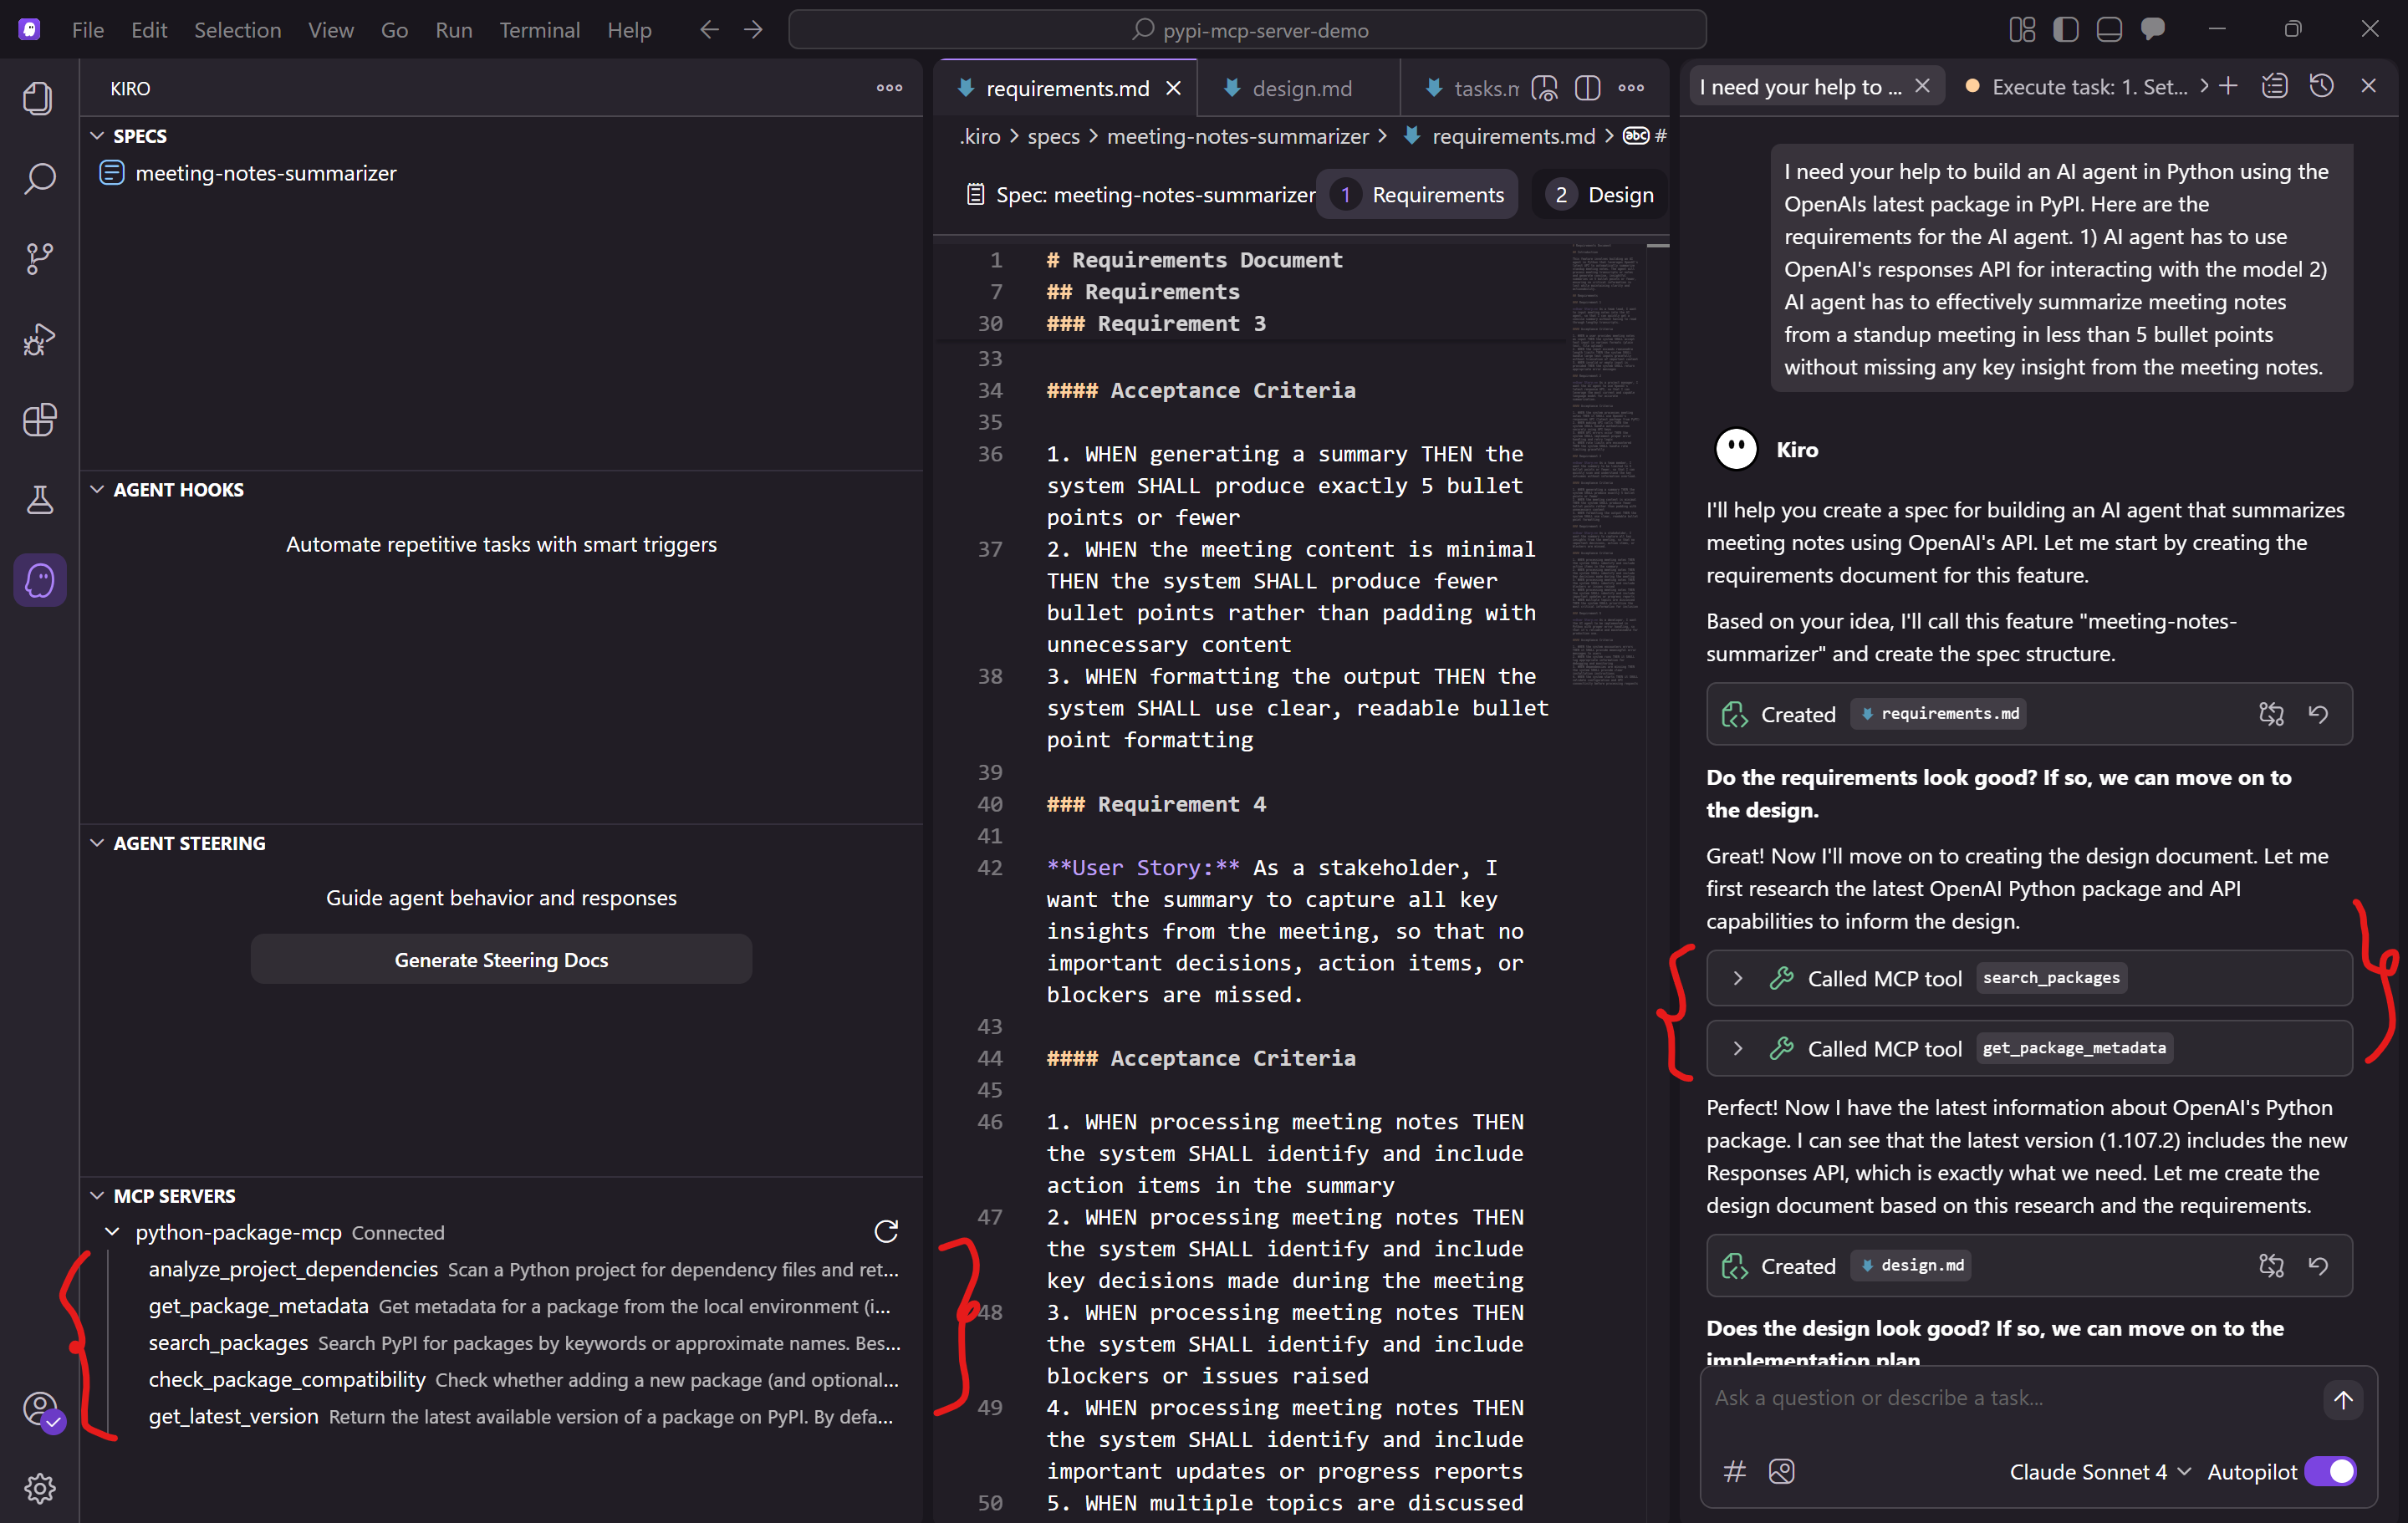 File Edit Selection View Go Run Terminal Help
pypi-mcp-server-demo
KIRO
SPECS
meeting-notes-summarizer
AGENT HOOKS
Automate repetitive tasks with smart triggers
AGENT STEERING
Guide agent behavior and responses
Generate Steering Docs
MCP SERVERS
python-package-mcp Connected
analyze_project_dependencies Scan a Python project for dependency files and ret...
get_package_metadata Get metadata for a package from the local environment (i...
search_packages Search PyPI for packages by keywords or approximate names. Bes...
check_package_compatibility Check whether adding a new package (and optional...
get_latest_version Return the latest available version of a package on PyPI. By defa...
requirements.md design.md tasks.m
.kiro > specs > meeting-notes-summarizer > requirements.md > abc #
Spec: meeting-notes-summarizer 1 Requirements 2 Design
1 # Requirements Document
7 ## Requirements
30 ### Requirement 3
33
34 #### Acceptance Criteria
35
36 1. WHEN generating a summary THEN the
system SHALL produce exactly 5 bullet
points or fewer
37 2. WHEN the meeting content is minimal
THEN the system SHALL produce fewer
bullet points rather than padding with
unnecessary content
38 3. WHEN formatting the output THEN the
system SHALL use clear, readable bullet
point formatting
39
40 ### Requirement 4
41
42 **User Story:** As a stakeholder, I
want the summary to capture all key
insights from the meeting, so that no
important decisions, action items, or
blockers are missed.
43
44 #### Acceptance Criteria
45
46 1. WHEN processing meeting notes THEN
the system SHALL identify and include
action items in the summary
47 2. WHEN processing meeting notes THEN
the system SHALL identify and include
key decisions made during the meeting
48 3. WHEN processing meeting notes THEN
the system SHALL identify and include
blockers or issues raised
49 4. WHEN processing meeting notes THEN
the system SHALL identify and include
important updates or progress reports
50 5. WHEN multiple topics are discussed
I need your help to ... Execute task: 1. Set...
I need your help to build an AI agent in Python using the
OpenAIs latest package in PyPI. Here are the
requirements for the AI agent. 1) AI agent has to use
OpenAI's responses API for interacting with the model 2)
AI agent has to effectively summarize meeting notes
from a standup meeting in less than 5 bullet points
without missing any key insight from the meeting notes.
Kiro
I'll help you create a spec for building an AI agent that summarizes
meeting notes using OpenAI's API. Let me start by creating the
requirements document for this feature.
Based on your idea, I'll call this feature "meeting-notes-
summarizer" and create the spec structure.
Created requirements.md
Do the requirements look good? If so, we can move on to
the design.
Great! Now I'll move on to creating the design document. Let me
first research the latest OpenAI Python package and API
capabilities to inform the design.
Called MCP tool search_packages
Called MCP tool get_package_metadata
Perfect! Now I have the latest information about OpenAI's Python
package. I can see that the latest version (1.107.2) includes the new
Responses API, which is exactly what we need. Let me create the
design document based on this research and the requirements.
Created design.md
Does the design look good? If so, we can move on to the
implementation plan
Ask a question or describe a task...
Claude Sonnet 4 Autopilot